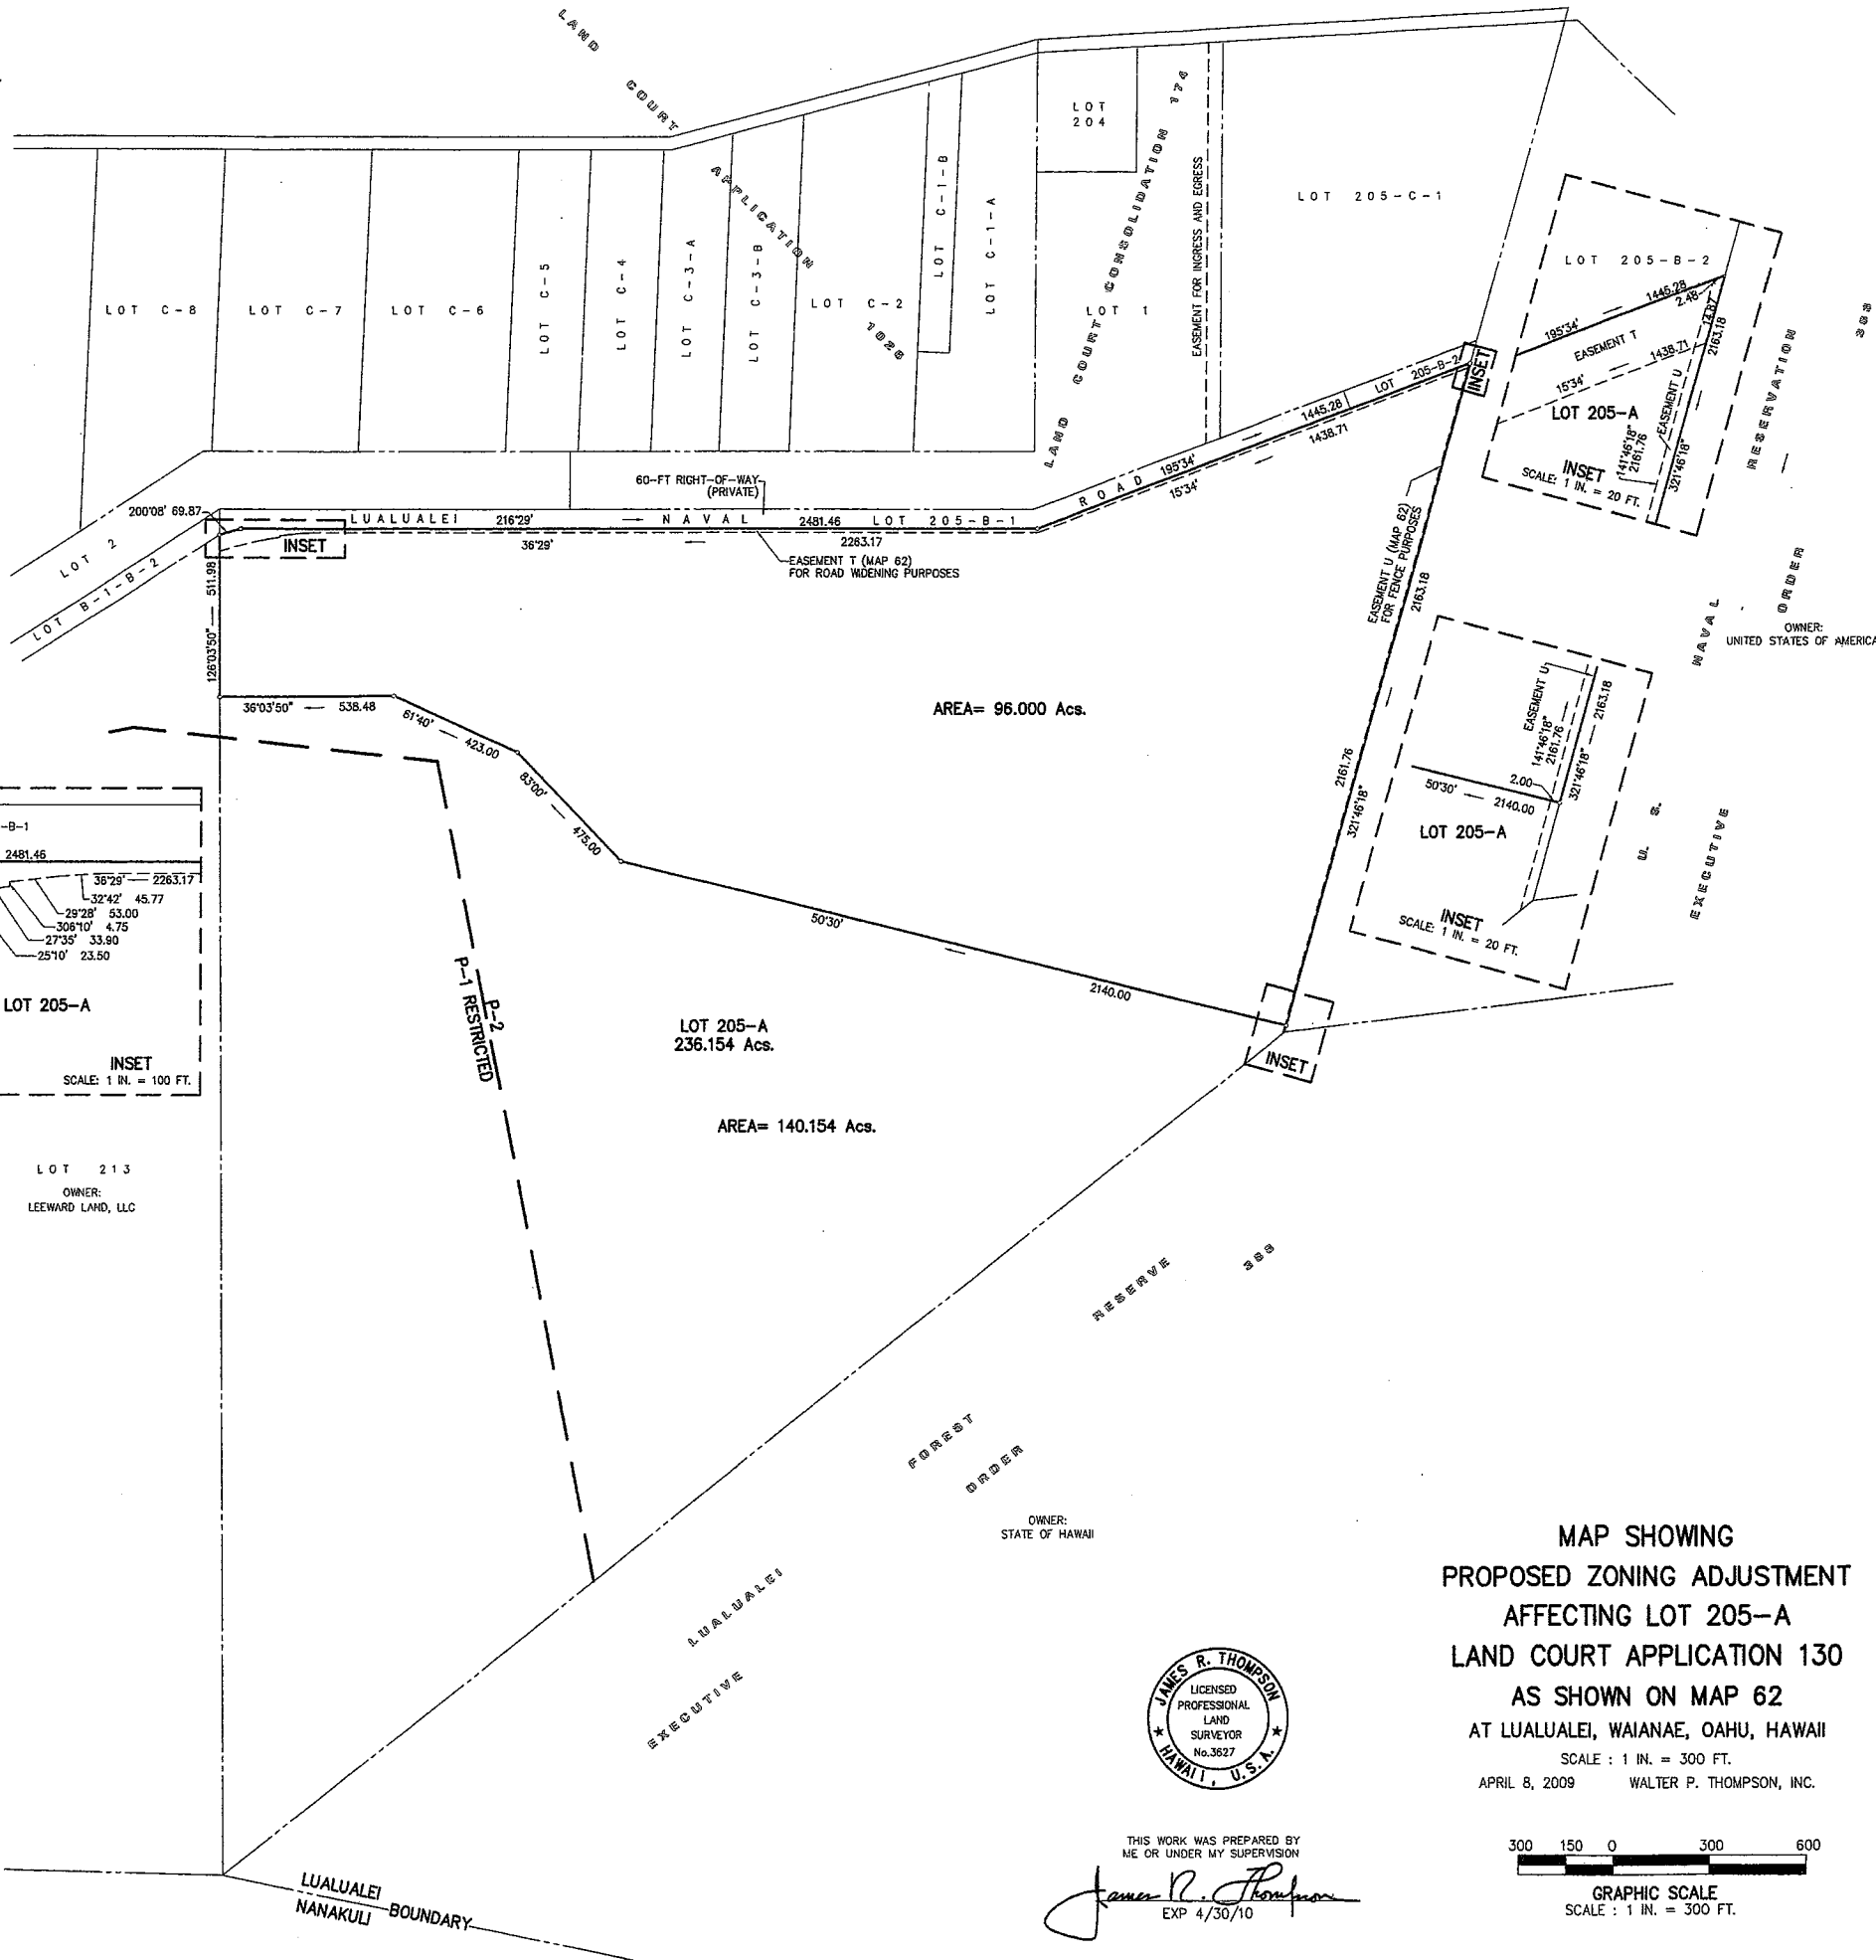 LAND COURT APPLICATION 1028
LOT C-8
LOT C-7
LOT C-6
LOT C-5
LOT C-4
LOT C-3-A
LOT C-3-B
LOT C-2
LOT C-1-B
LOT C-1-A
LOT
204
LOT 1
LAND COURT CONSOLIDATION 174
EASEMENT FOR INGRESS AND EGRESS
LOT 205-C-1
LOT 205-B-2
1445.28
2.48
14.87
2163.18
195°34'
EASEMENT T
1438.71
15°34'
EASEMENT U
LOT 205-A
141°46'18"
2161.76
321°46'18"
INSET
SCALE: 1 IN. = 20 FT.
INSET
LOT 205-B-2
1445.28
1438.71
195°34'
15°34'
ROAD
60-FT RIGHT-OF-WAY
(PRIVATE)
200°08' 69.87
LUALUALEI 216°29' NAVAL 2481.46 LOT 205-B-1
INSET
36°29' 2263.17
EASEMENT T (MAP 62)
FOR ROAD WIDENING PURPOSES
LOT 2
LOT B-1-B-2
126°03'50" 511.98
36°03'50" 538.48
61°40' 423.00
83°00' 475.00
50°30' 2140.00
AREA= 96.000 Acs.
EASEMENT U (MAP 62)
FOR FENCE PURPOSES
2163.18
2161.76
321°46'18"
U. S. NAVAL RESERVATION
EXECUTIVE ORDER
OWNER:
UNITED STATES OF AMERICA
EASEMENT U
141°46'18"
2161.76
2163.18
321°46'18"
2.00
50°30' 2140.00
LOT 205-A
INSET
SCALE: 1 IN. = 20 FT.
-B-1
2481.46
36°29' 2263.17
32°42' 45.77
29°28' 53.00
306°10' 4.75
27°35' 33.90
25°10' 23.50
LOT 205-A
INSET
SCALE: 1 IN. = 100 FT.
P-2
P-1 RESTRICTED
LOT 205-A
236.154 Acs.
AREA= 140.154 Acs.
INSET
LOT 213
OWNER:
LEEWARD LAND, LLC
LUALUALEI FOREST RESERVE
EXECUTIVE ORDER
OWNER:
STATE OF HAWAII
LUALUALEI
NANAKULI BOUNDARY
JAMES R. THOMPSON
LICENSED
PROFESSIONAL
LAND
SURVEYOR
No.3627
HAWAII, U.S.A.
THIS WORK WAS PREPARED BY
ME OR UNDER MY SUPERVISION
James R. Thompson
EXP 4/30/10
MAP SHOWING
PROPOSED ZONING ADJUSTMENT
AFFECTING LOT 205-A
LAND COURT APPLICATION 130
AS SHOWN ON MAP 62
AT LUALUALEI, WAIANAE, OAHU, HAWAII
SCALE : 1 IN. = 300 FT.
APRIL 8, 2009 WALTER P. THOMPSON, INC.
300 150 0 300 600
GRAPHIC SCALE
SCALE : 1 IN. = 300 FT.